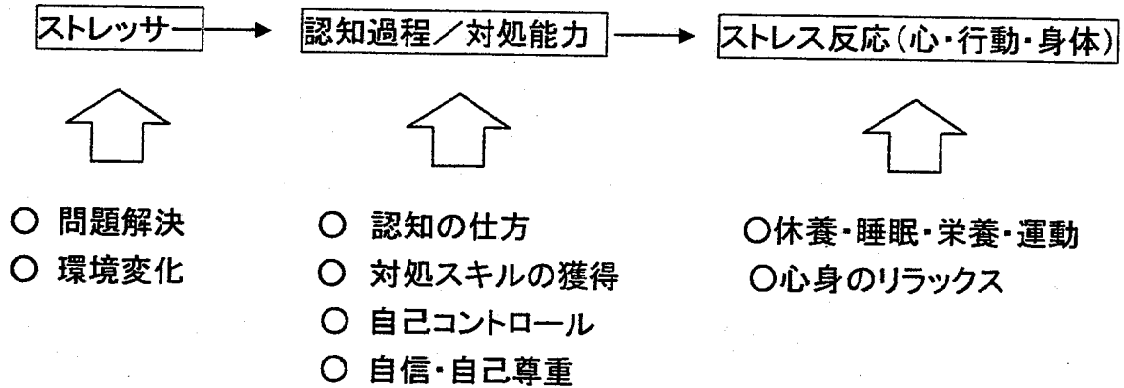 ストレッサー
認知過程／対処能力
ストレス反応（心・行動・身体）
○ 問題解決
○ 環境変化
○ 認知の仕方
○ 対処スキルの獲得
○ 自己コントロール
○ 自信・自己尊重
○休養・睡眠・栄養・運動
○心身のリラックス